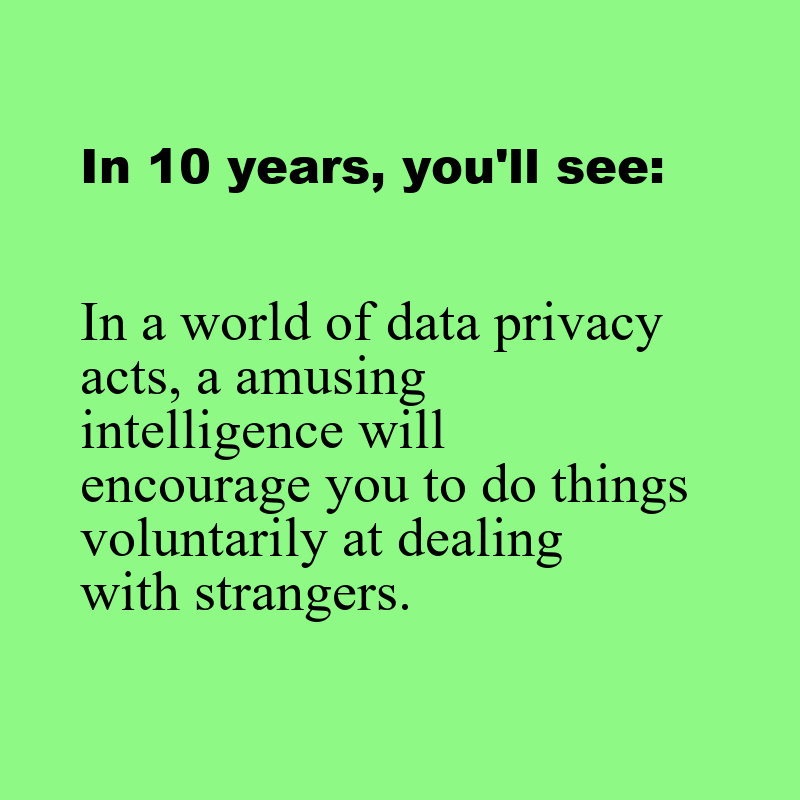 In 10 years, you'll see:
In a world of data privacy
acts, a amusing
intelligence will
encourage you to do things
voluntarily at dealing
with strangers.